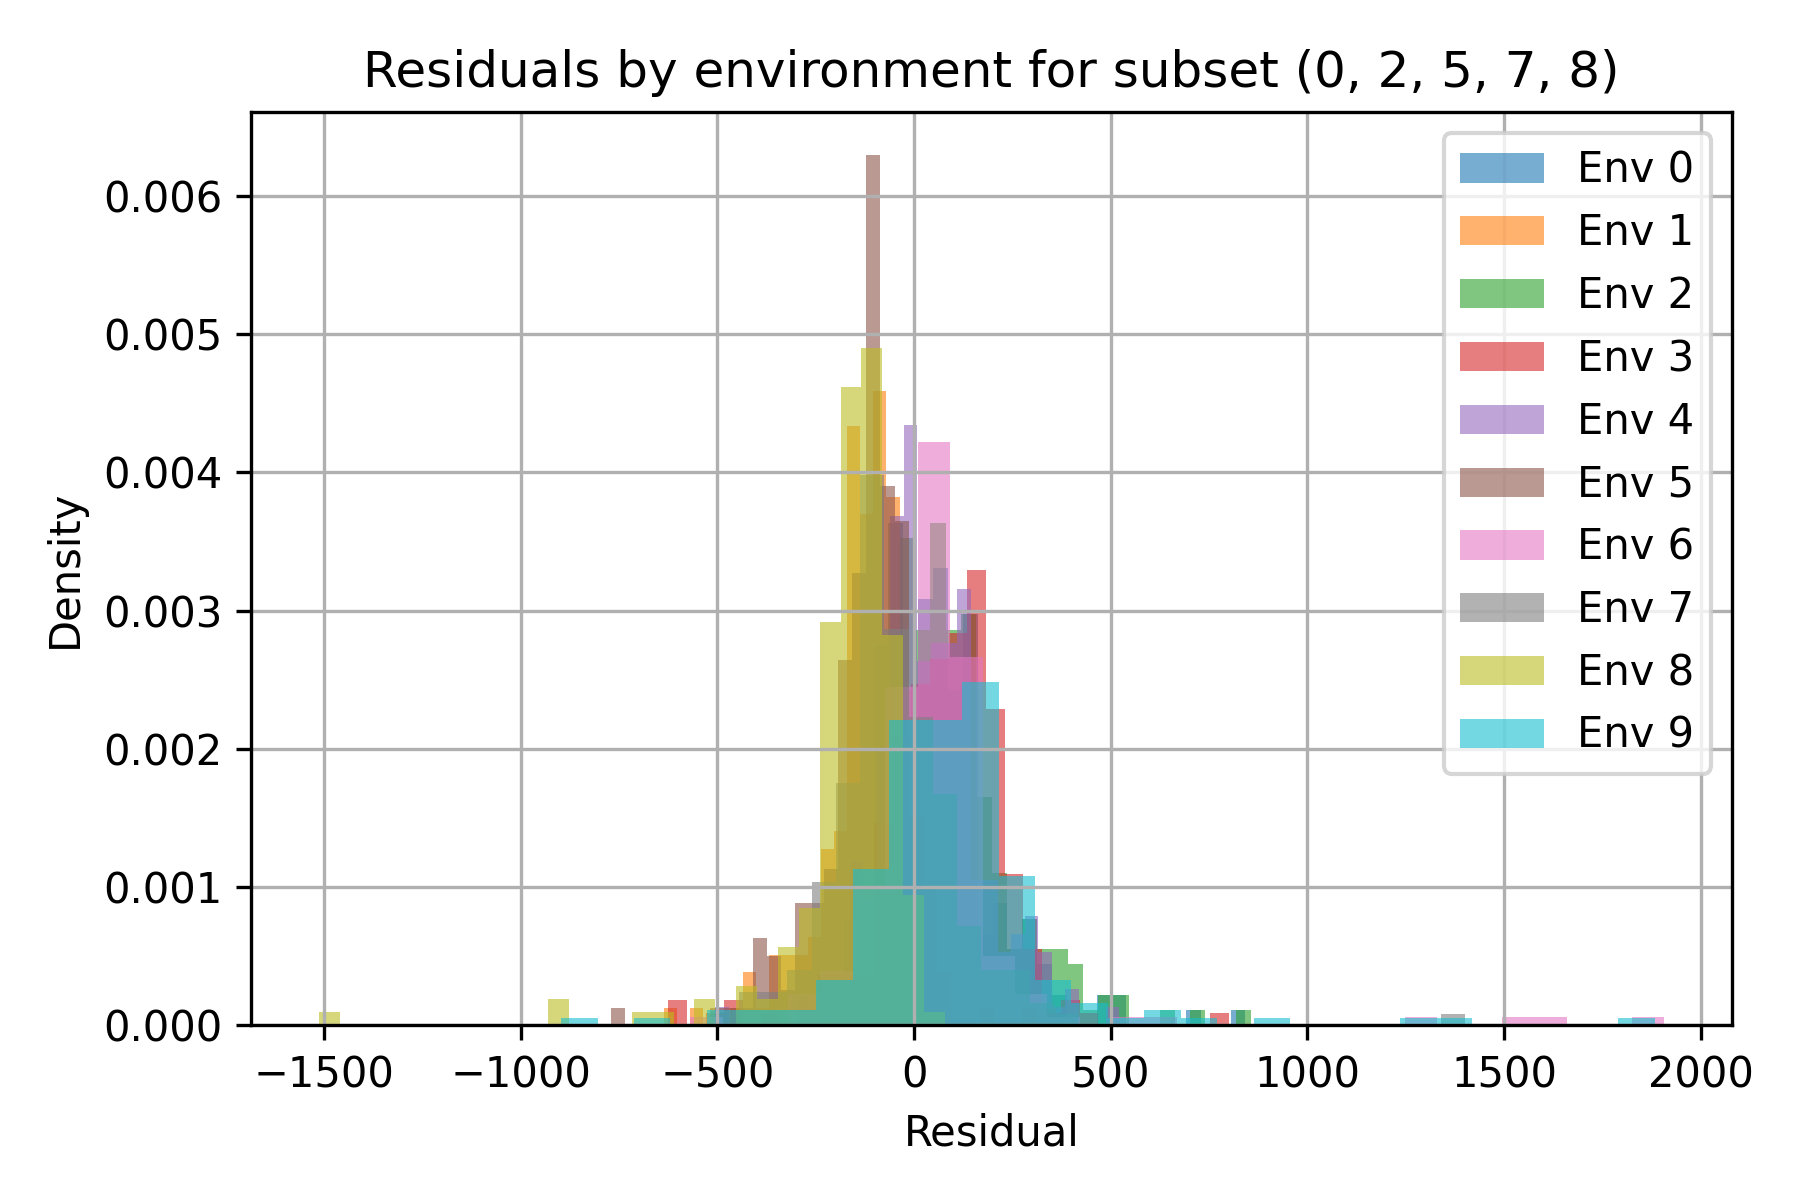 Residuals by environment for subset (0, 2, 5, 7, 8)
Env 0
Env 1
Env 2
Env 3
Env 4
Env 5
Env 6
Env 7
Env 8
Env 9
Density
0.006
0.005
0.004
0.003
0.002
0.001
0.000
−1500 −1000 −500 0 500 1000 1500 2000
Residual